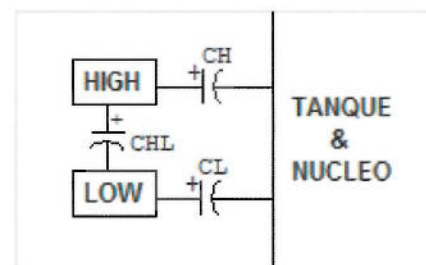 CH
+
HIGH
+
CHL
TANQUE
&
NUCLEO
CL
+
LOW